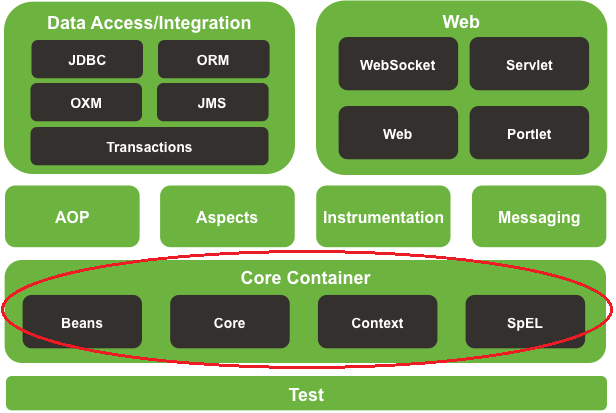 Data Access/Integration
JDBC
ORM
OXM
JMS
Transactions
Web
WebSocket
Servlet
Web
Portlet
AOP
Aspects
Instrumentation
Messaging
Core Container
Beans
Core
Context
SpEL
Test